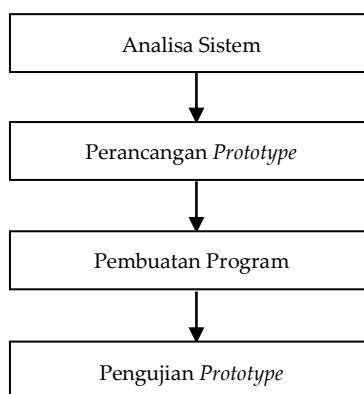 Analisa Sistem
Perancangan Prototype
Pembuatan Program
Pengujian Prototype